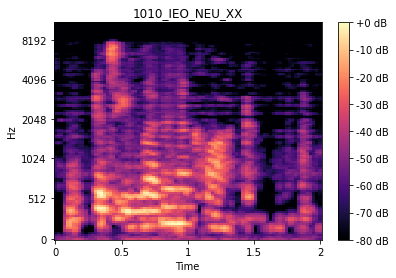 1010_IEO_NEU_XX
+0 dB
8192
-10 dB
4096
-20 dB
-30 dB
2048
Hz
-40 dB
1024
-50 dB
512
-60 dB
-70 dB
0
-80 dB
0
0.5
1
1.5
2
Time